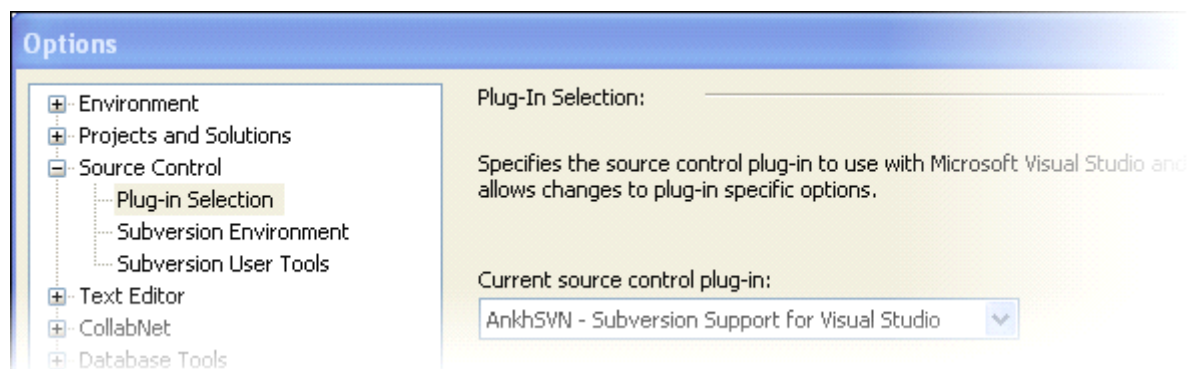 Options
Environment
Projects and Solutions
Source Control
Plug-in Selection
Subversion Environment
Subversion User Tools
Text Editor
CollabNet
Database Tools
Plug-In Selection:
Specifies the source control plug-in to use with Microsoft Visual Studio and
allows changes to plug-in specific options.
Current source control plug-in:
AnkhSVN - Subversion Support for Visual Studio